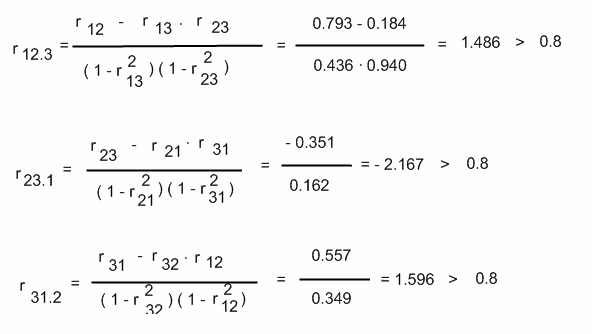 r 12.3 = r 12 - r 13 . r 23 / ( 1 - r 2 13 ) ( 1 - r 2 23 ) = 0.793 - 0.184 / 0.436 · 0.940 = 1.486 > 0.8
r 23.1 = r 23 - r 21 · r 31 / ( 1 - r 2 21 ) ( 1 - r 2 31 ) = - 0.351 / 0.162 = - 2.167 > 0.8
r 31.2 = r 31 - r 32 . r 12 / ( 1 - r 2 32 ) ( 1 - r 2 12 ) = 0.557 / 0.349 = 1.596 > 0.8